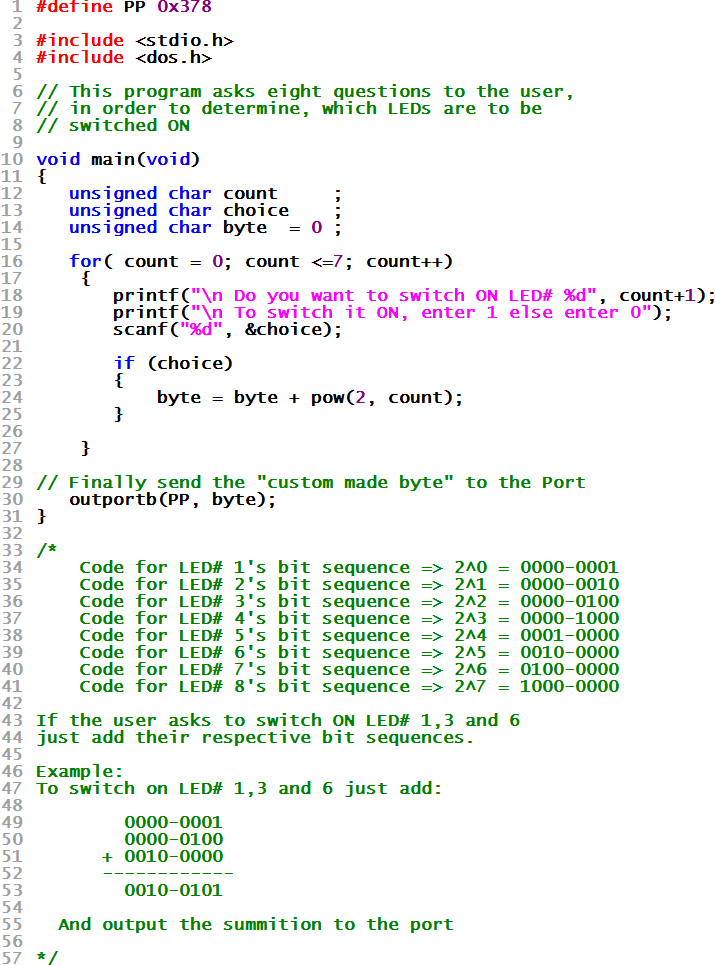 1 #define PP 0x378
2
3 #include <stdio.h>
4 #include <dos.h>
5
6 // This program asks eight questions to the user,
7 // in order to determine, which LEDs are to be
8 // switched ON
9
10 void main(void)
11 {
12    unsigned char count     ;
13    unsigned char choice    ;
14    unsigned char byte  = 0 ;
15
16    for( count = 0; count <=7; count++)
17     {
18        printf("\n Do you want to switch ON LED# %d", count+1);
19        printf("\n To switch it ON, enter 1 else enter 0");
20        scanf("%d", &choice);
21
22        if (choice)
23        {
24            byte = byte + pow(2, count);
25        }
26
27     }
28
29 // Finally send the "custom made byte" to the Port
30    outportb(PP, byte);
31 }
32
33 /*
34     Code for LED# 1's bit sequence => 2^0 = 0000-0001
35     Code for LED# 2's bit sequence => 2^1 = 0000-0010
36     Code for LED# 3's bit sequence => 2^2 = 0000-0100
37     Code for LED# 4's bit sequence => 2^3 = 0000-1000
38     Code for LED# 5's bit sequence => 2^4 = 0001-0000
39     Code for LED# 6's bit sequence => 2^5 = 0010-0000
40     Code for LED# 7's bit sequence => 2^6 = 0100-0000
41     Code for LED# 8's bit sequence => 2^7 = 1000-0000
42
43 If the user asks to switch ON LED# 1,3 and 6
44 just add their respective bit sequences.
45
46 Example:
47 To switch on LED# 1,3 and 6 just add:
48
49         0000-0001
50         0000-0100
51       + 0010-0000
52       ------------
53         0010-0101
54
55   And output the summition to the port
56
57 */